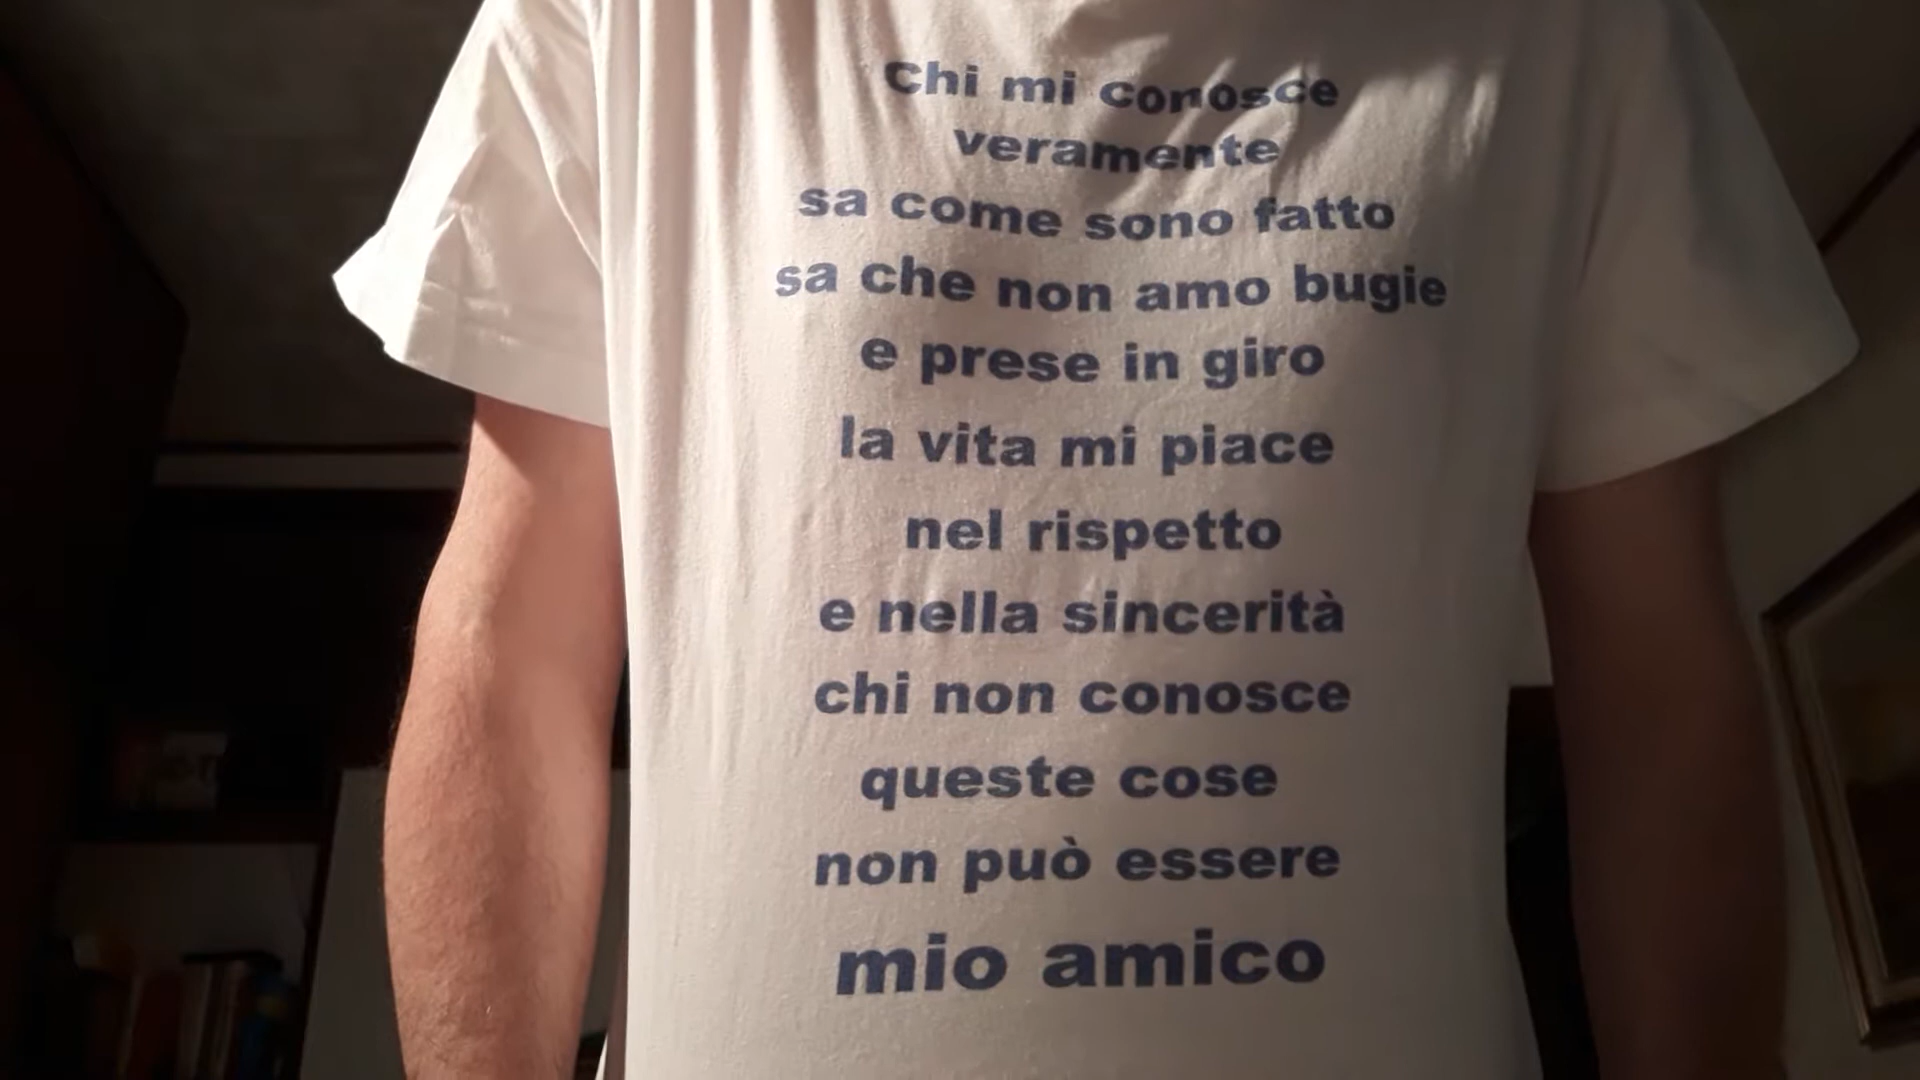 Chi mi conosce
veramente
sa come sono fatto
sa che non amo bugie
e prese in giro
la vita mi piace
nel rispetto
e nella sincerità
chi non conosce
queste cose
non può essere
mio amico